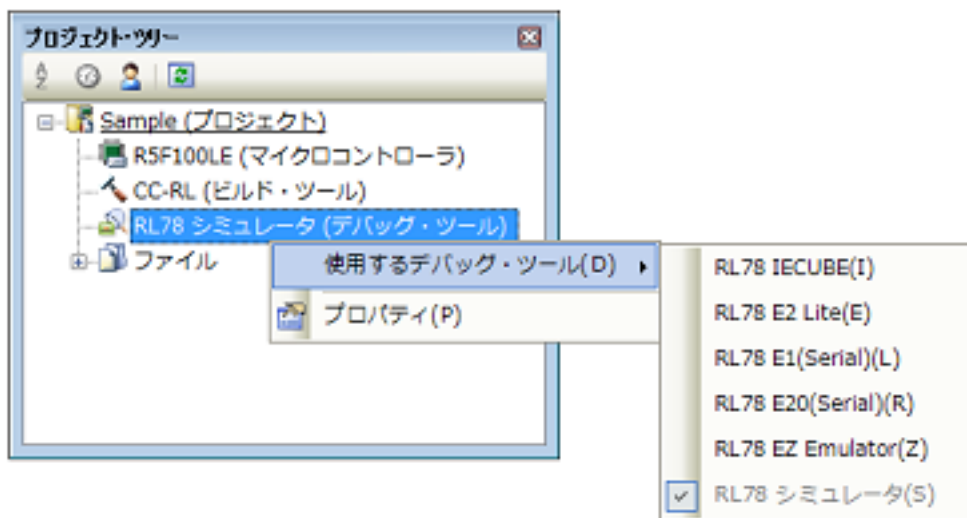 プロジェクト・ツリー
Sample (プロジェクト)
R5F100LE (マイクロコントローラ)
CC-RL (ビルド・ツール)
RL78 シミュレータ (デバッグ・ツール)
ファイル
使用するデバッグ・ツール(D)
プロパティ(P)
RL78 IECUBE(I)
RL78 E2 Lite(E)
RL78 E1(Serial)(L)
RL78 E20(Serial)(R)
RL78 EZ Emulator(Z)
RL78 シミュレータ(S)